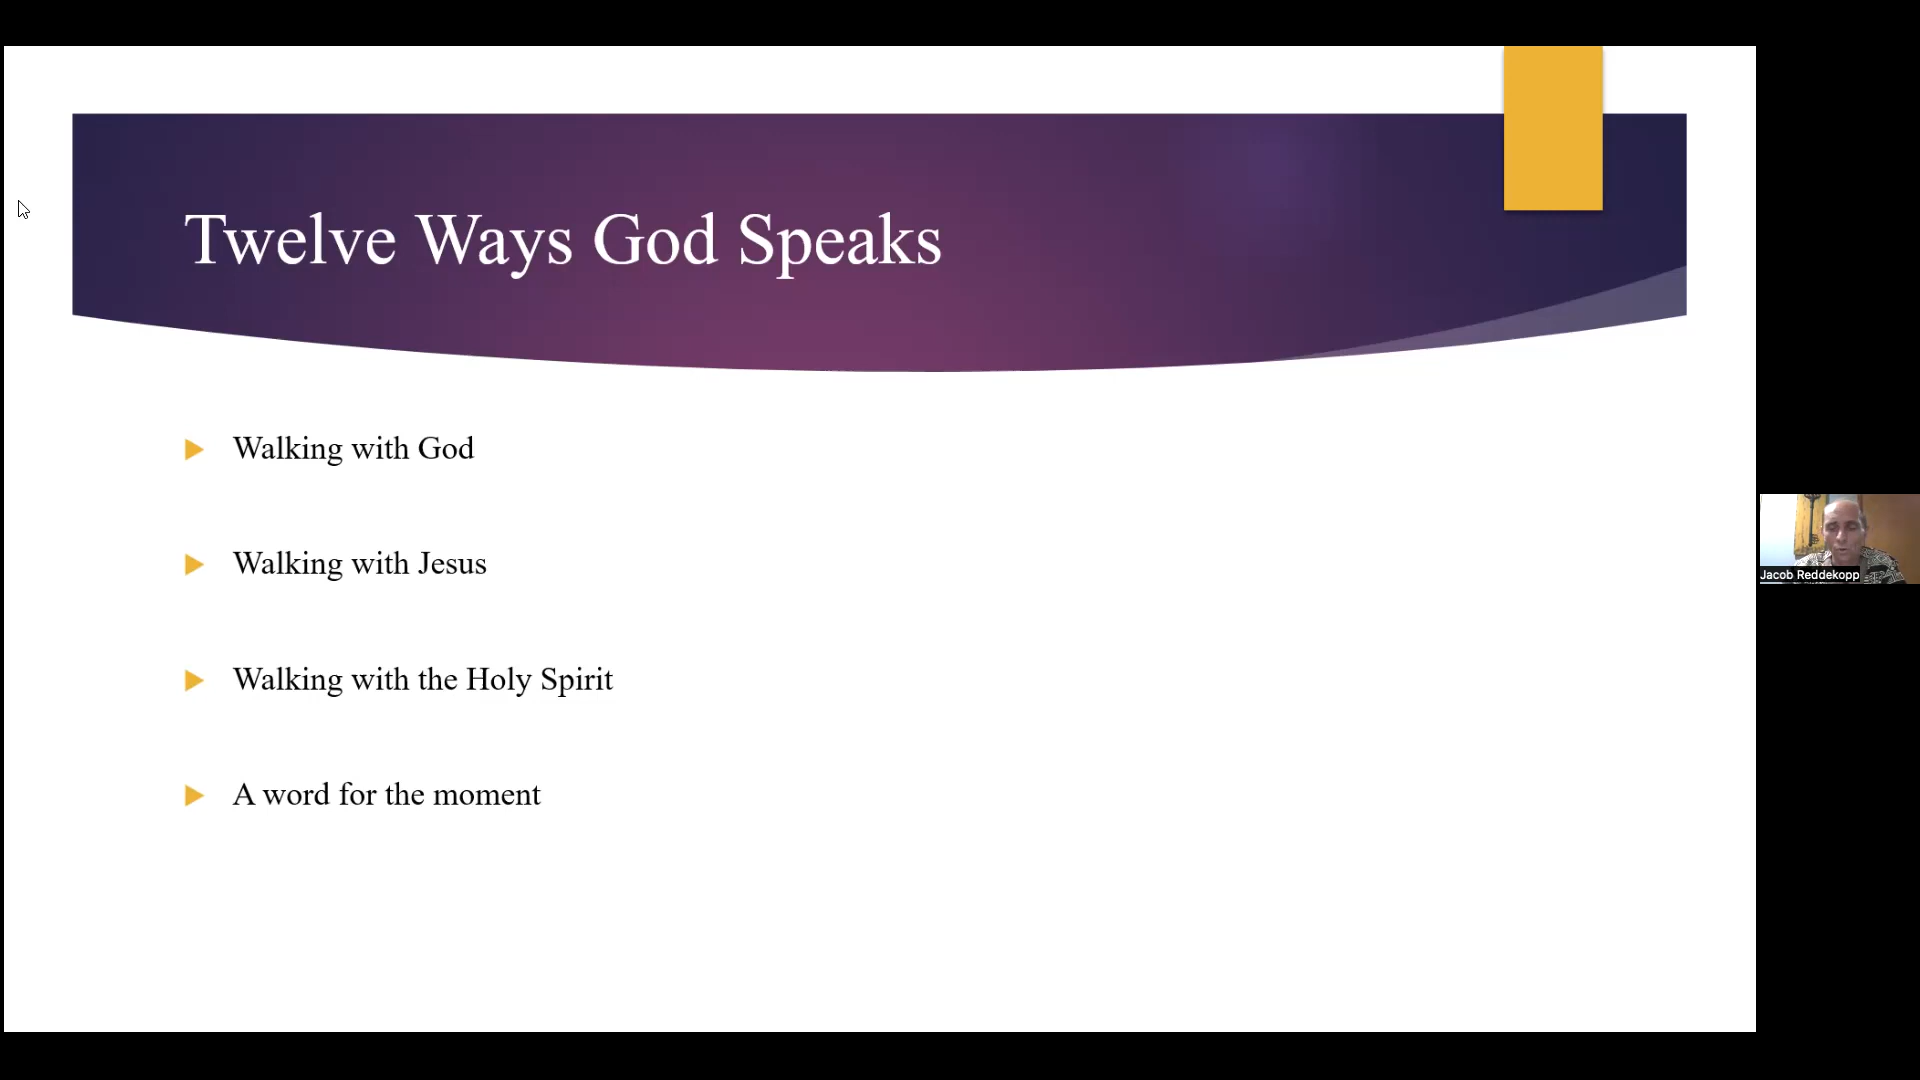 Twelve Ways God Speaks
Walking with God
Walking with Jesus
Walking with the Holy Spirit
A word for the moment
Jacob Reddekopp